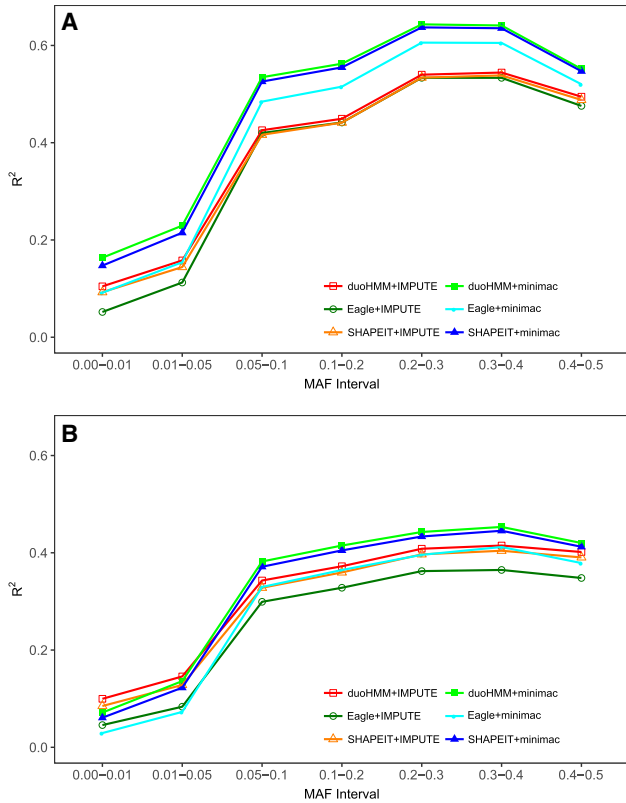 A
0.6
0.4
0.2
0.0
R2
duoHMM+IMPUTE
duoHMM+minimac
Eagle+IMPUTE
Eagle+minimac
SHAPEIT+IMPUTE
SHAPEIT+minimac
0.00−0.01 0.01−0.05 0.05−0.1 0.1−0.2 0.2−0.3 0.3−0.4 0.4−0.5
MAF Interval
B
0.6
0.4
0.2
0.0
R2
duoHMM+IMPUTE
duoHMM+minimac
Eagle+IMPUTE
Eagle+minimac
SHAPEIT+IMPUTE
SHAPEIT+minimac
0.00−0.01 0.01−0.05 0.05−0.1 0.1−0.2 0.2−0.3 0.3−0.4 0.4−0.5
MAF Interval